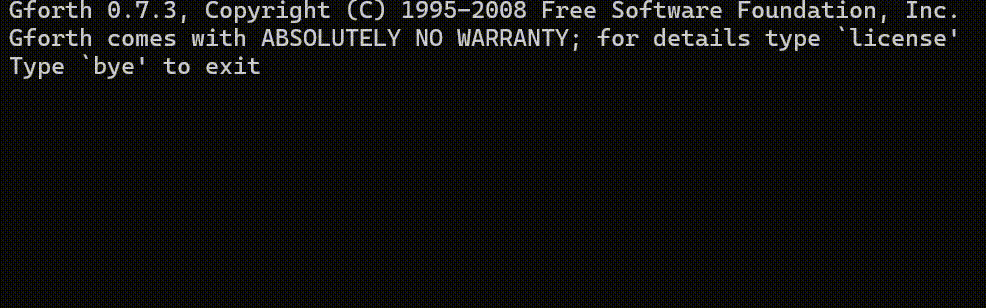 Gforth 0.7.3, Copyright (C) 1995-2008 Free Software Foundation, Inc.
Gforth comes with ABSOLUTELY NO WARRANTY; for details type `license'
Type `bye' to exit